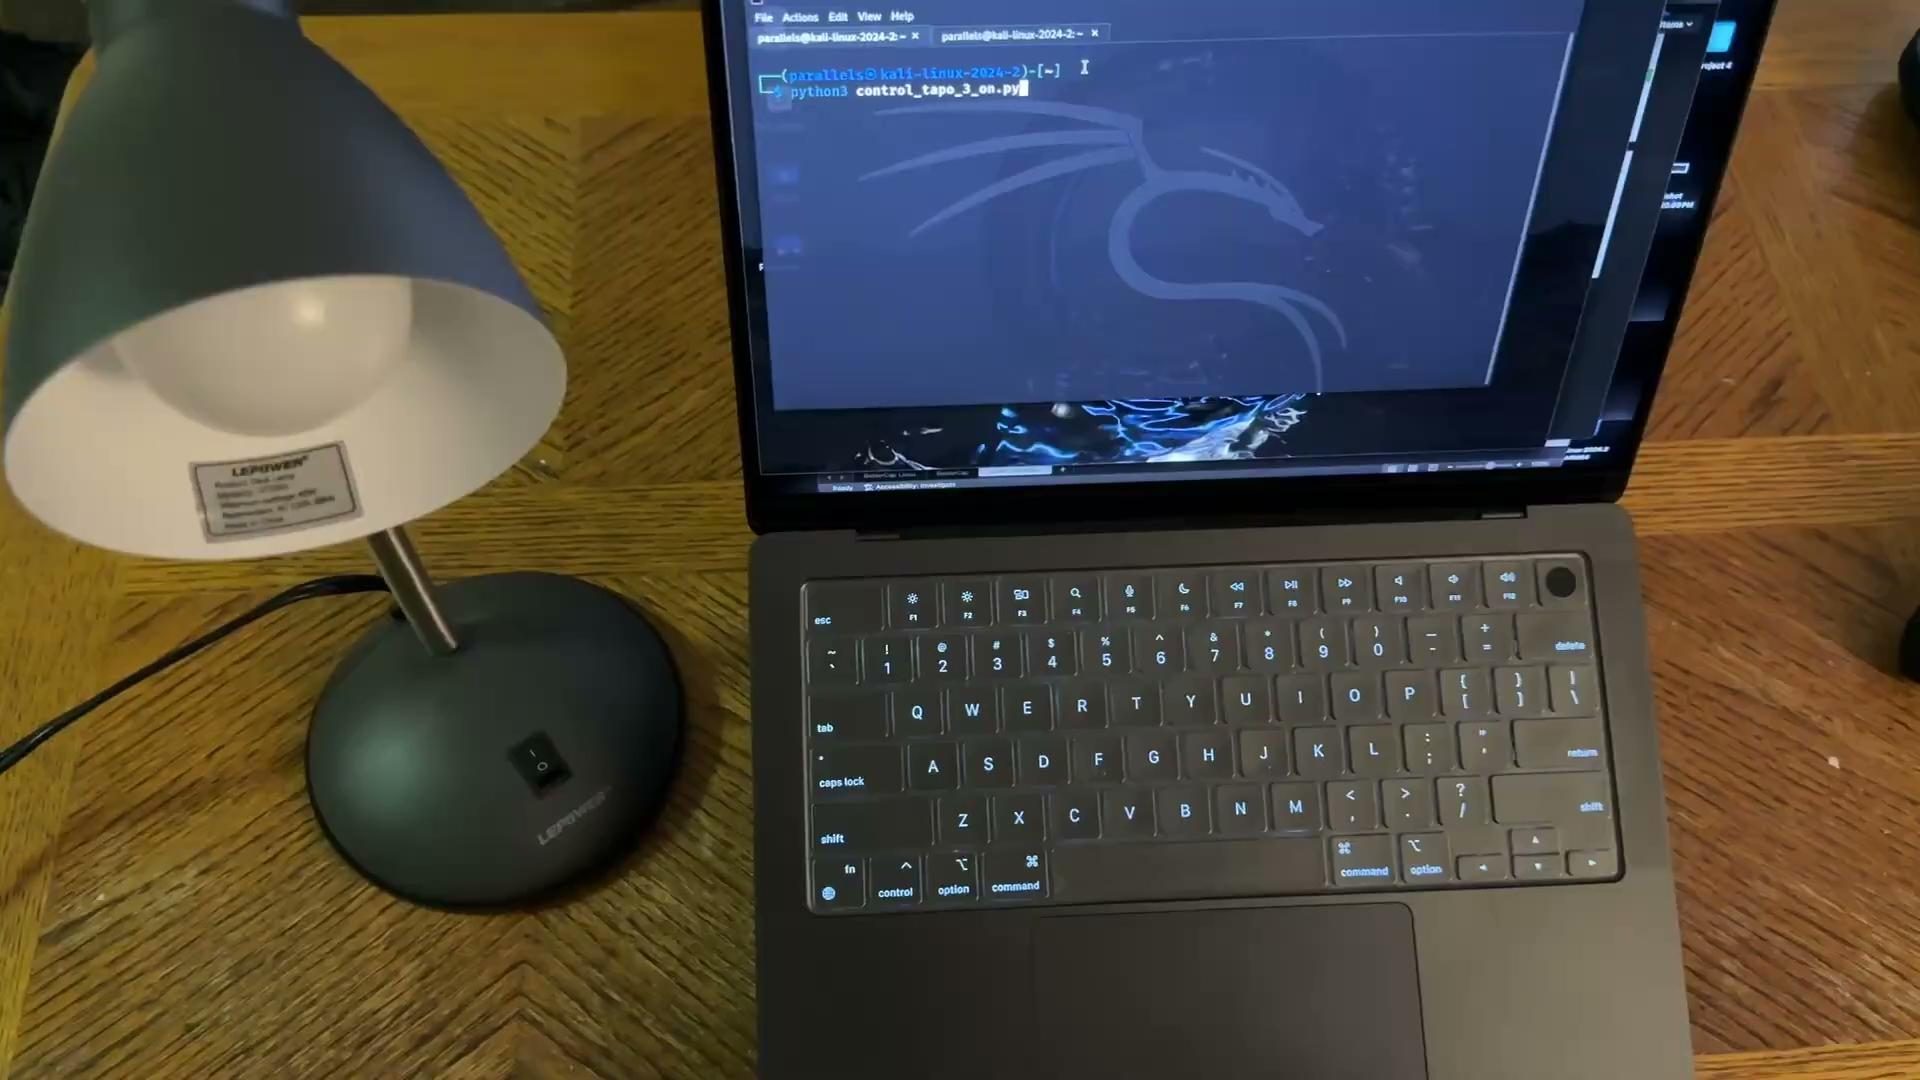 File Actions Edit View Help
parallels@kali-linux-2024-2: ~ × parallels@kali-linux-2024-2: ~ ×
┌──(parallels㉿kali-linux-2024-2)-[~]
└─$ python3 control_tapo_3_on.py
Ready Accessibility: Investigate
LEPOWER
LEPOWER
esc F1 F2 F3 F4 F5 F6 F7 F8 F9 F10 F11 F12
~ ! @ # $ % ^ & * ( ) — +
` 1 2 3 4 5 6 7 8 9 0 - = delete
tab Q W E R T Y U I O P { [ } ] | \
caps lock A S D F G H J K L : ; " ' return
shift Z X C V B N M < , > . ? / shift
fn control option command command option